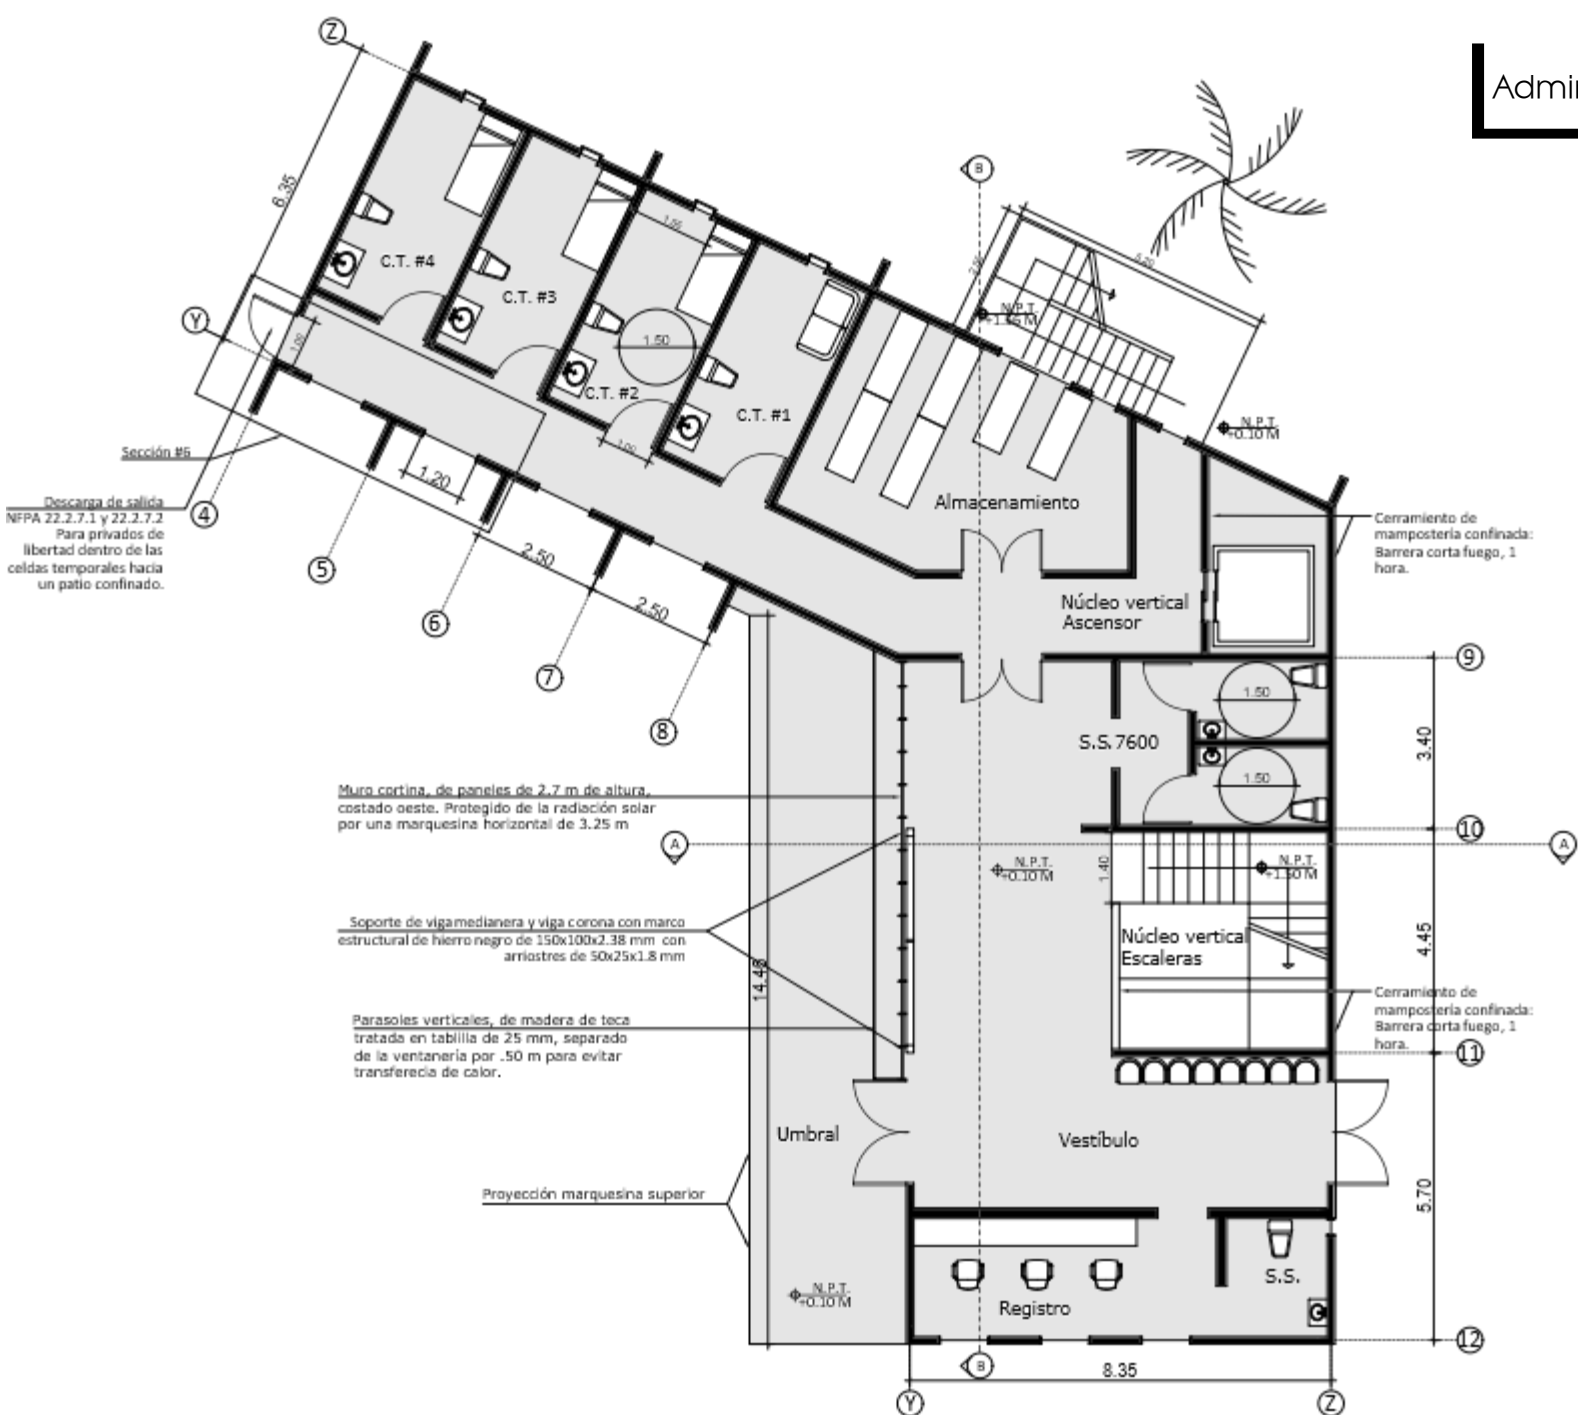 Z
Admin
B
6.35
C.T. #4
1.05
5.20
C.T. #3
N.P.T.
Y
1.50
1.00
C.T. #2
C.T. #1
N.P.T.
+0.10 M
Sección #6
1.00
1.20
Descarga de salida
NFPA 22.2.7.1 y 22.2.7.2
Para privados de
libertad dentro de las
celdas temporales hacia
un patio confinado.
4
Almacenamiento
Cerramiento de
mampostería confinada:
Barrera corta fuego, 1
hora.
5
2.50
6
2.50
Núcleo vertical
Ascensor
7
9
8
1.50
S.S. 7600
3.40
1.50
Muro cortina, de paneles de 2.7 m de altura,
costado oeste. Protegido de la radiación solar
por una marquesina horizontal de 3.25 m
10
A
A
1.40
N.P.T.
+0.10 M
N.P.T.
+1.50 M
Soporte de viga medianera y viga corona con marco
estructural de hierro negro de 150x100x2.38 mm con
arriostres de 50x25x1.8 mm
Núcleo vertical
Escaleras
4.45
14.48
Cerramiento de
mampostería confinada:
Barrera corta fuego, 1
hora.
Parasoles verticales, de madera de teca
tratada en tablilla de 25 mm, separado
de la ventanería por .50 m para evitar
transferecia de calor.
11
Umbral
Vestíbulo
Proyección marquesina superior
5.70
S.S.
N.P.T.
+0.10 M
Registro
12
B
8.35
Y
Z